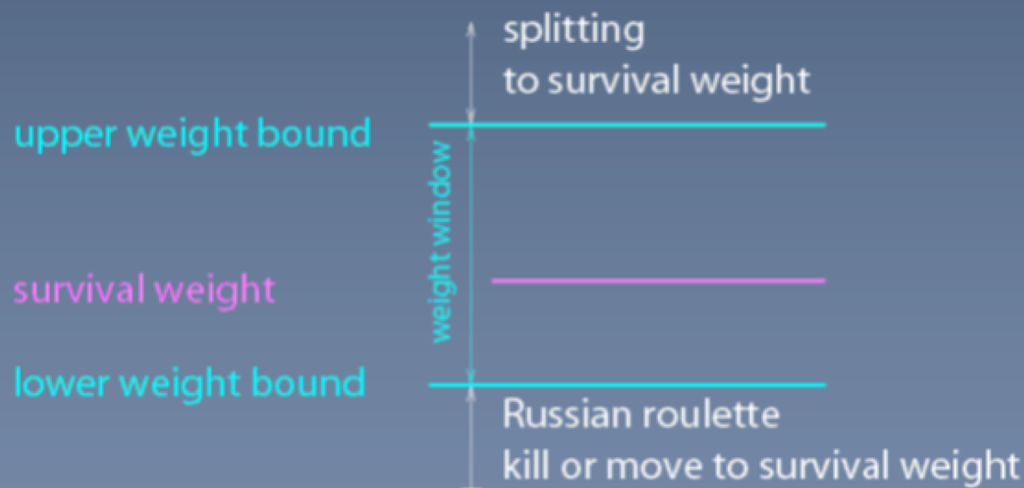 splitting
to survival weight
upper weight bound
weight window
survival weight
lower weight bound
Russian roulette
kill or move to survival weight